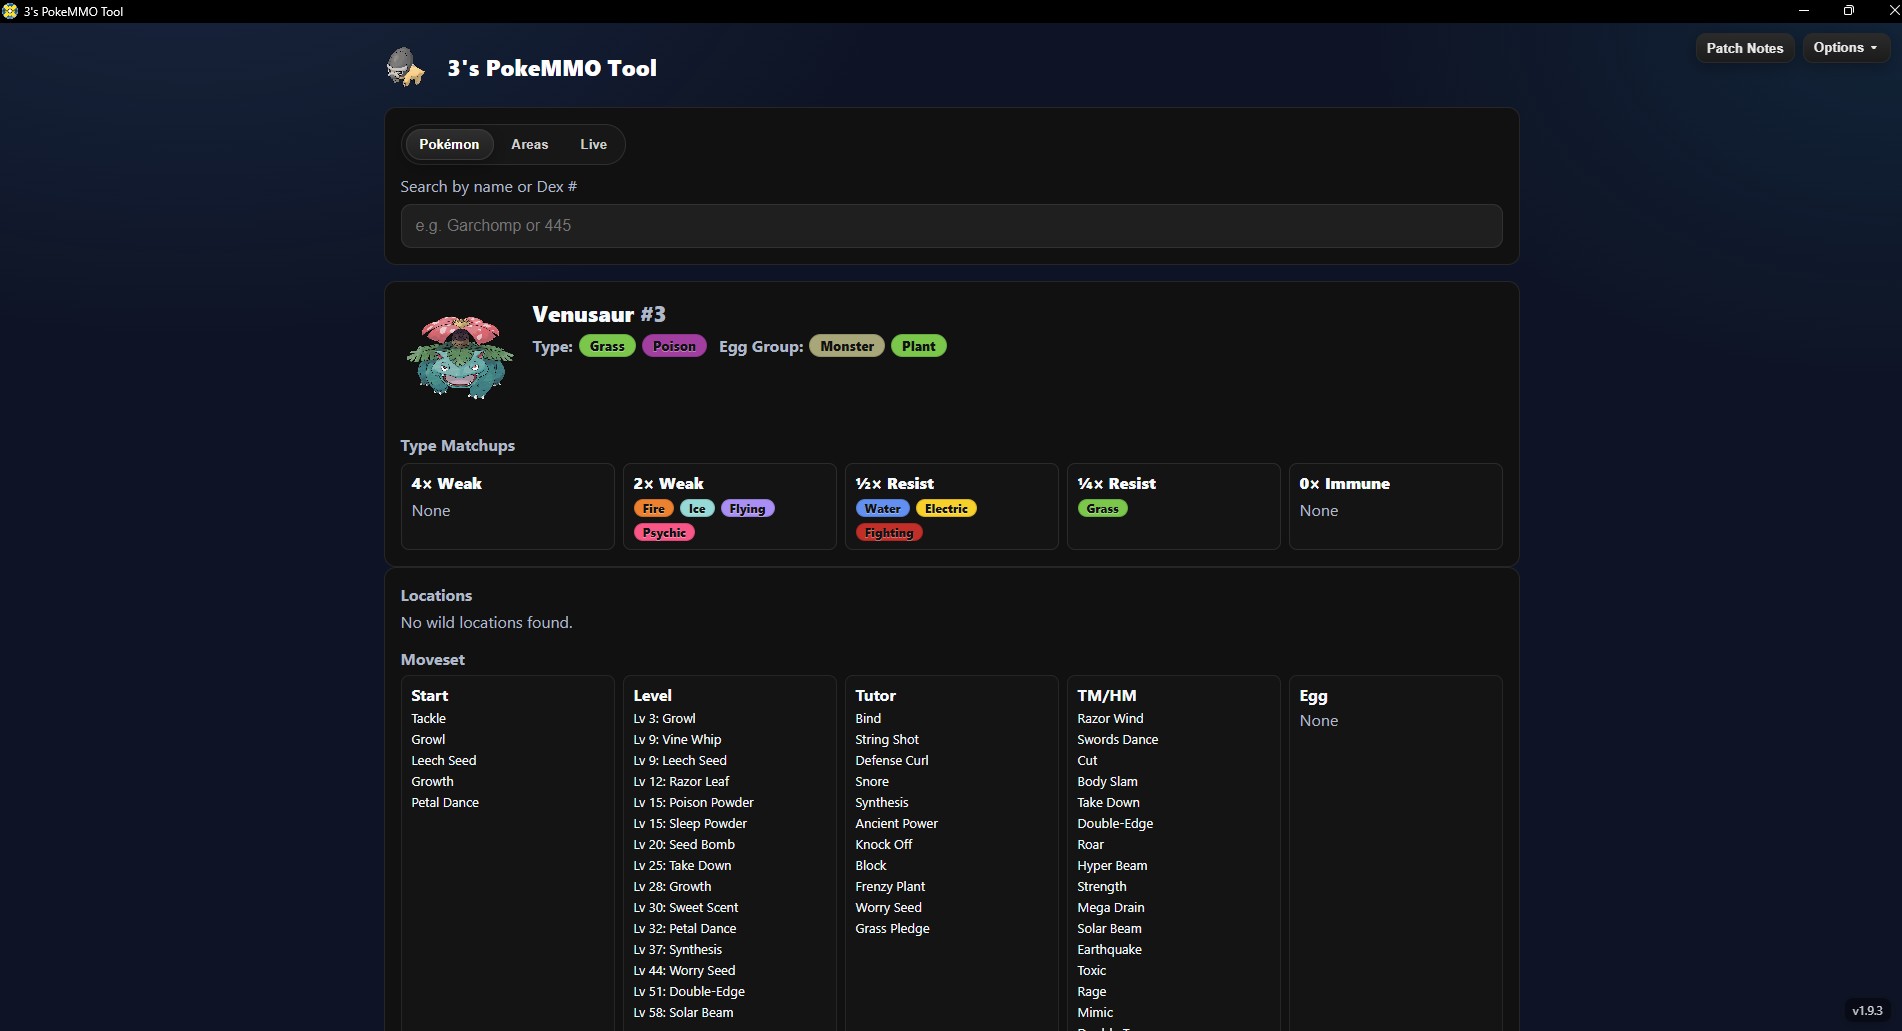 3's PokeMMO Tool
Patch Notes
Options
3's PokeMMO Tool
Pokémon Areas Live
Search by name or Dex #
e.g. Garchomp or 445
Venusaur #3
Type: Grass Poison Egg Group: Monster Plant
Type Matchups
4× Weak
None
2× Weak
Fire Ice Flying
Psychic
½× Resist
Water Electric
Fighting
¼× Resist
Grass
0× Immune
None
Locations
No wild locations found.
Moveset
Start
Tackle
Growl
Leech Seed
Growth
Petal Dance
Level
Lv 3: Growl
Lv 9: Vine Whip
Lv 9: Leech Seed
Lv 12: Razor Leaf
Lv 15: Poison Powder
Lv 15: Sleep Powder
Lv 20: Seed Bomb
Lv 25: Take Down
Lv 28: Growth
Lv 30: Sweet Scent
Lv 32: Petal Dance
Lv 37: Synthesis
Lv 44: Worry Seed
Lv 51: Double-Edge
Lv 58: Solar Beam
Tutor
Bind
String Shot
Defense Curl
Snore
Synthesis
Ancient Power
Knock Off
Block
Frenzy Plant
Worry Seed
Grass Pledge
TM/HM
Razor Wind
Swords Dance
Cut
Body Slam
Take Down
Double-Edge
Roar
Hyper Beam
Strength
Mega Drain
Solar Beam
Earthquake
Toxic
Rage
Mimic
Egg
None
v1.9.3